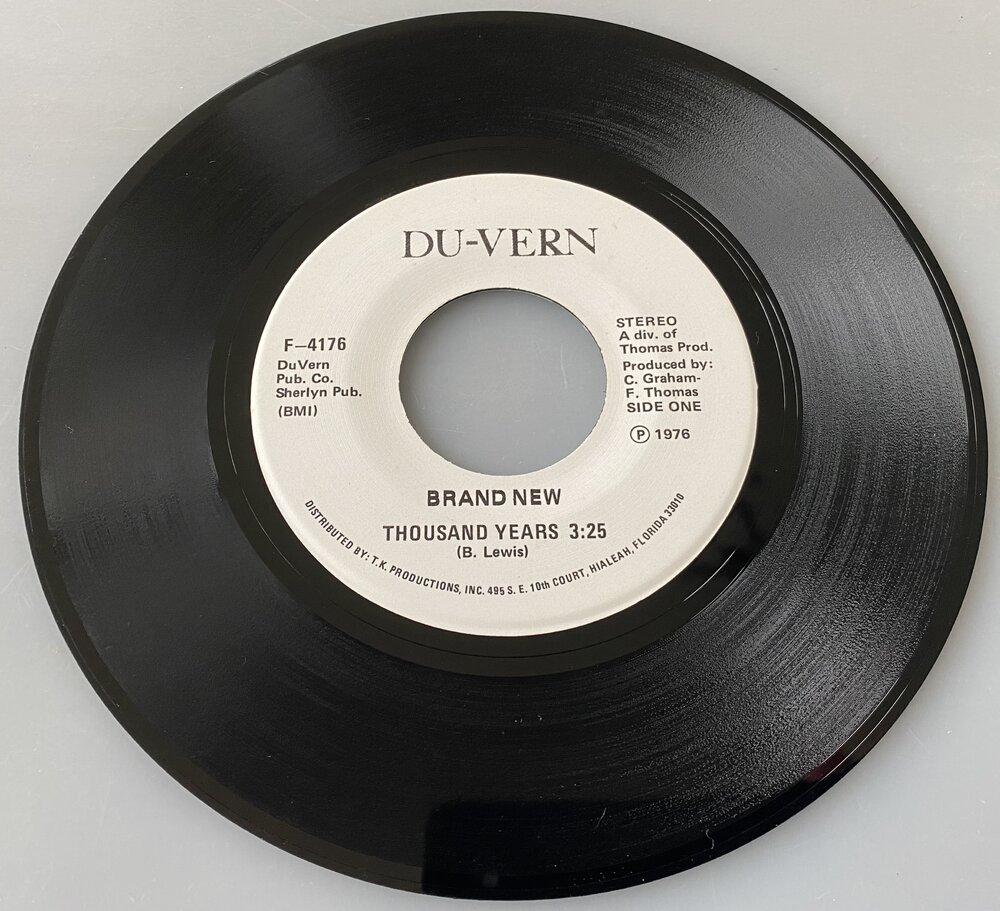 DU-VERN
F-4176
DuVern
Pub. Co.
Sherlyn Pub.
(BMI)
STEREO
A div. of
Thomas Prod.
Produced by:
C. Graham-
F. Thomas
SIDE ONE
Ⓟ 1976
BRAND NEW
THOUSAND YEARS 3:25
(B. Lewis)
DISTRIBUTED BY: T.K. PRODUCTIONS, INC. 495 S. E. 10th COURT, HIALEAH, FLORIDA 33010